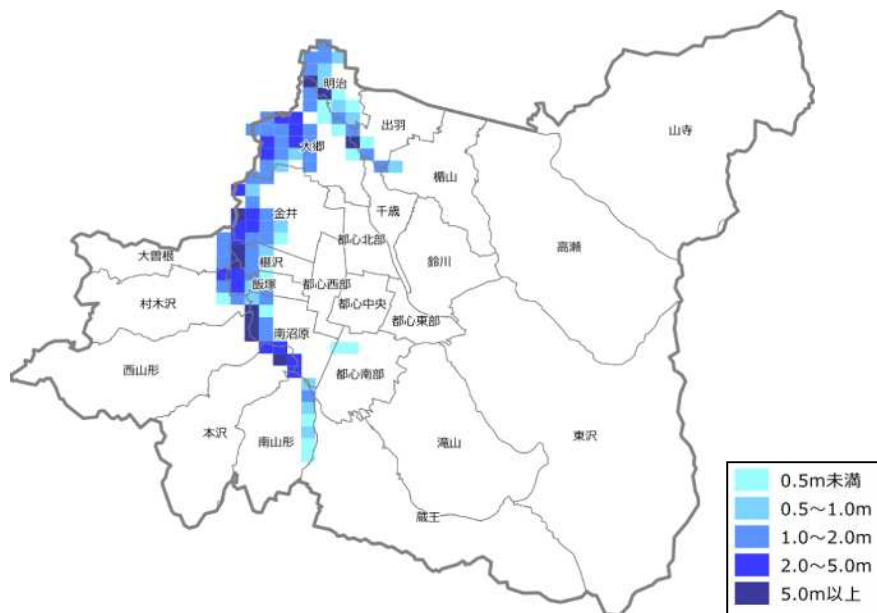 明治
出羽
山寺
大郷
楯山
金井
千歳
都心北部
高瀬
大曽根
椹沢
鈴川
飯塚
都心西部
村木沢
都心中央
都心東部
南沼原
西山形
都心南部
本沢
南山形
滝山
東沢
蔵王
0.5m未満
0.5～1.0m
1.0～2.0m
2.0～5.0m
5.0m以上